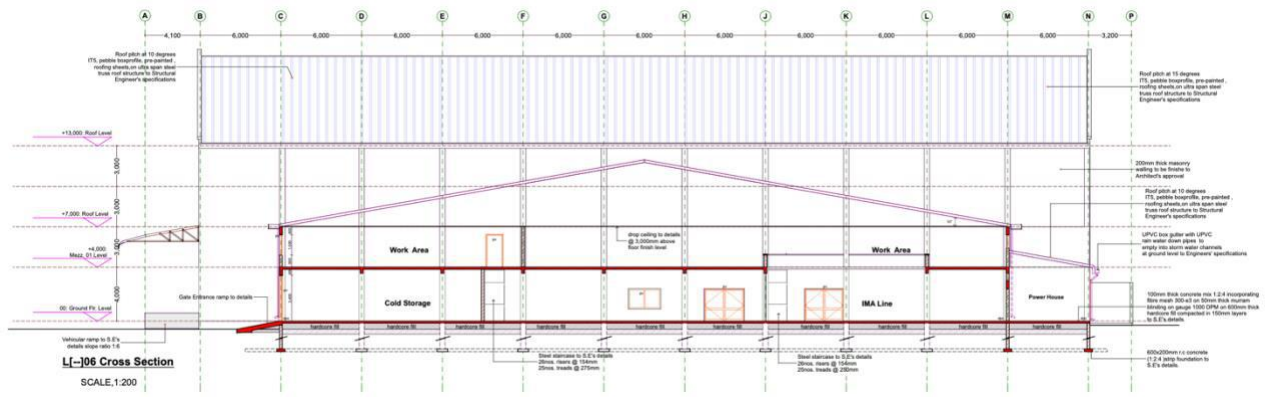 A B C D E F G H J K L M N P
4,100 6,000 6,000 6,000 6,000 6,000 6,000 6,000 6,000 6,000 6,000 6,000 3,200
Roof pitch at 10 degrees
IT5, pebble boxprofile, pre-painted ,
roofing sheets,on ultra span steel
truss roof structure to Structural
Engineer's specifications
Roof pitch at 15 degrees
IT5, pebble boxprofile, pre-painted ,
roofing sheets,on ultra span steel
truss roof structure to Structural
Engineer's specifications
+13,000: Roof Level
3,000
200mm thick masonry
walling to be finishe to
Architect's approval
Roof pitch at 10 degrees
IT5, pebble boxprofile, pre-painted ,
roofing sheets,on ultra span steel
truss roof structure to Structural
Engineer's specifications
3,000
+7,000: Roof Level
drop ceiling to details
@ 3,000mm above
floor finish level
UPVC box gutter with UPVC
rain water down pipes to
empty into storm water channels
at ground level to Engineers' specifications
3,000
+4,000:
Mezz. 01 Level
Work Area
Work Area
4,000
Gate Entrance ramp to details
Cold Storage
IMA Line
Power House
100mm thick concrete mix 1:2:4 incorporating
fibre mesh 300-e3 on 50mm thick murram
blinding on gauge 1000 DPM on 600mm thick
hardcore fill compacted in 150mm layers
to S.E's details.
00: Ground Flr. Level
hardcore fill hardcore fill hardcore fill hardcore fill hardcore fill hardcore fill hardcore fill hardcore fill hardcore fill hardcore fill
Vehicular ramp to S.E's
details slope ratio 1:6
Steel staircase to S.E's details
26nos. risers @ 154mm
25nos. treads @ 275mm
Steel staircase to S.E's details
26nos. risers @ 154mm
25nos. treads @ 250mm
600x200mm r.c concrete
(1:2:4 )strip foundation to
S.E's details.
L[--]06 Cross Section
SCALE,1:200